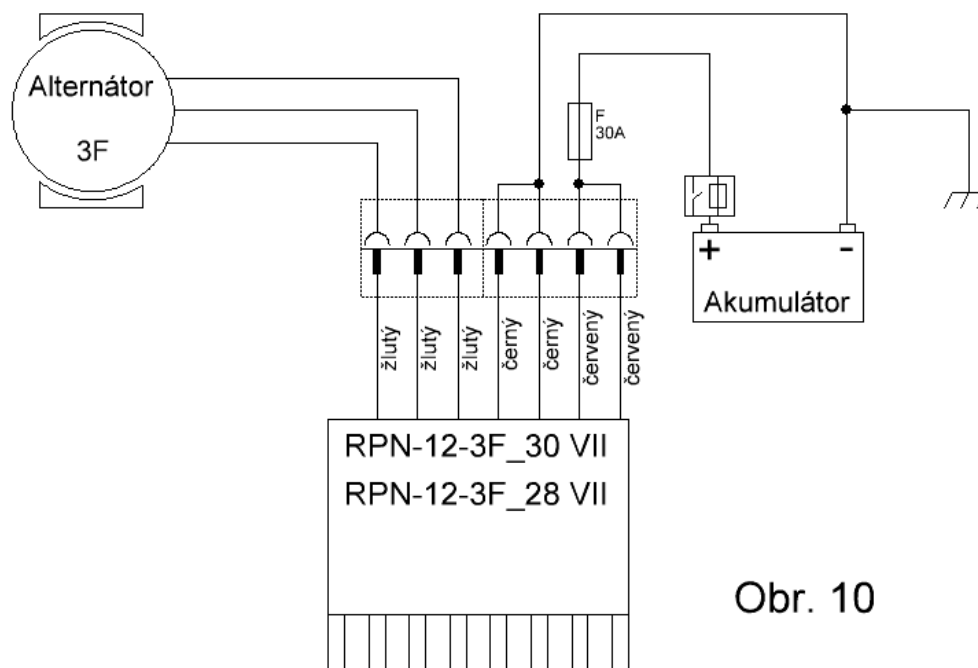 Alternátor
3F
F
30A
+
-
Akumulátor
žlutý
žlutý
žlutý
černý
černý
červený
červený
RPN-12-3F_30 VII
RPN-12-3F_28 VII
Obr. 10